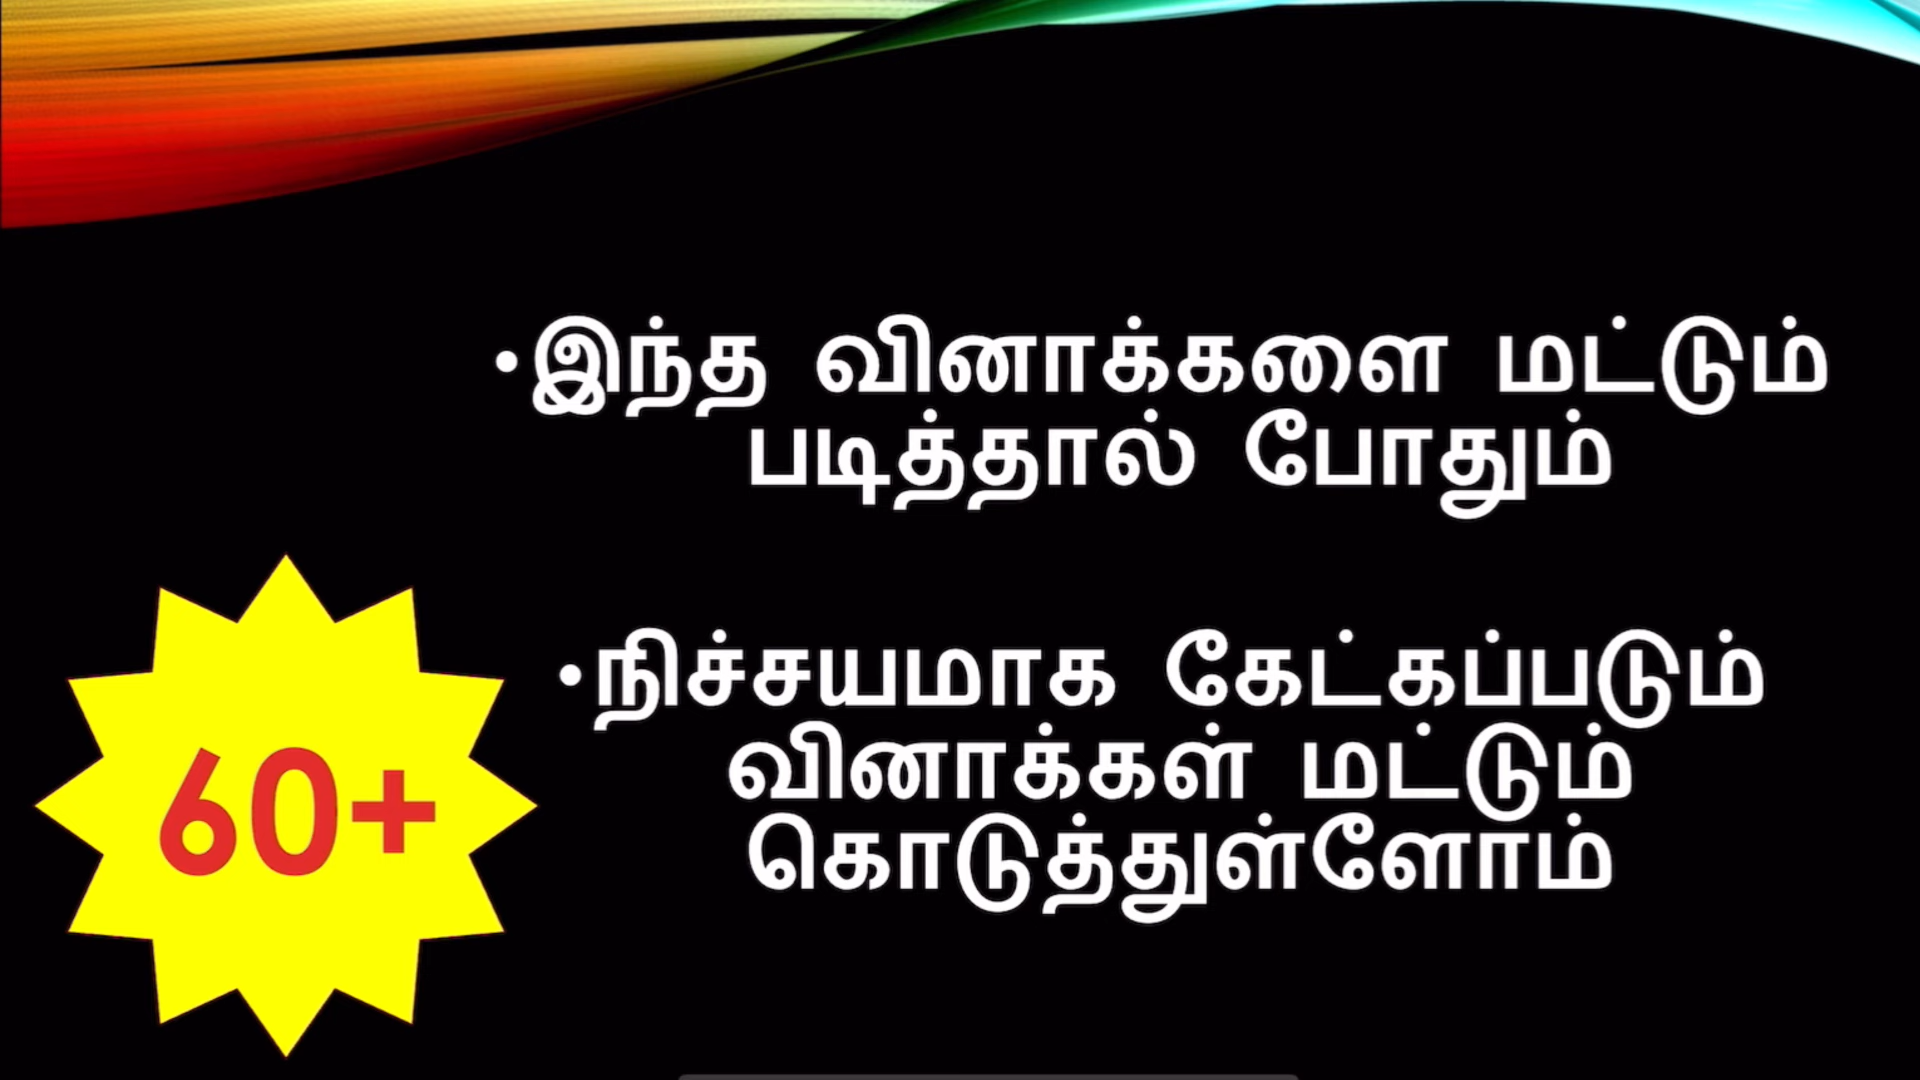 •இந்த வினாக்களை மட்டும்
படித்தால் போதும்
•நிச்சயமாக கேட்கப்படும்
வினாக்கள் மட்டும்
கொடுத்துள்ளோம்
60+